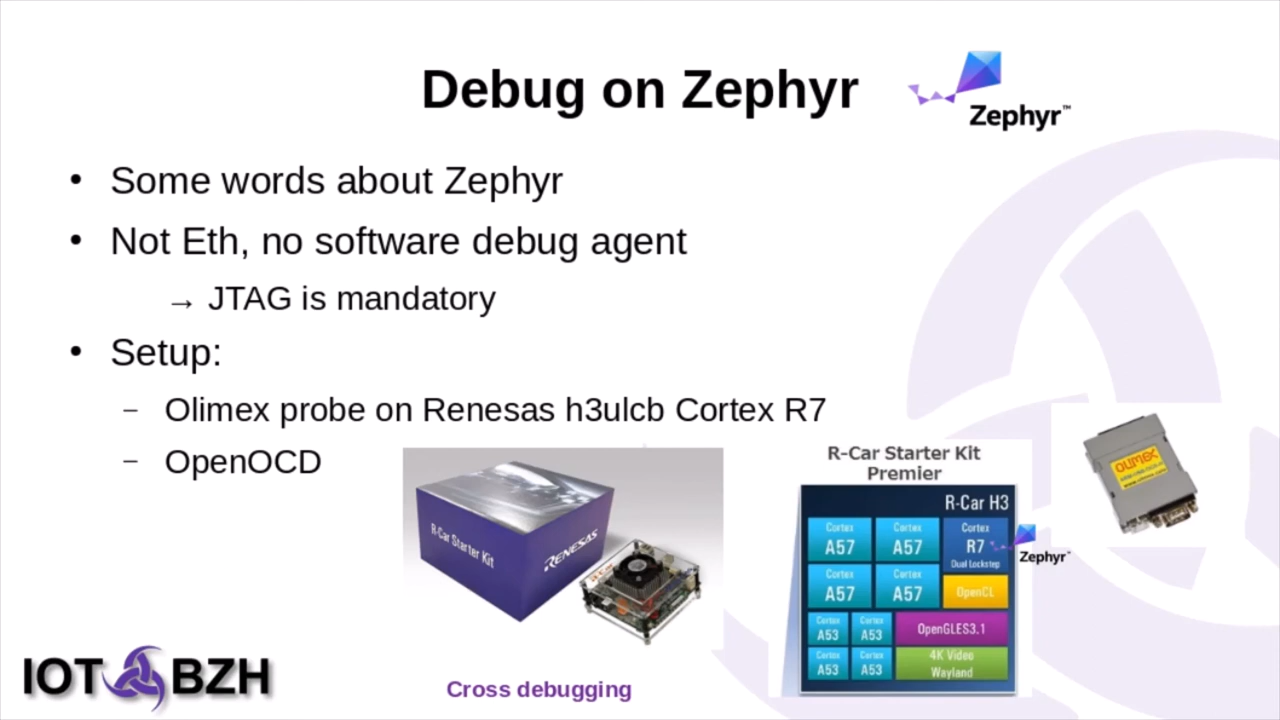 Debug on Zephyr
Zephyr™
• Some words about Zephyr
• Not Eth, no software debug agent
→ JTAG is mandatory
• Setup:
– Olimex probe on Renesas h3ulcb Cortex R7
– OpenOCD
R-Car Starter Kit
RENESAS
R-Car Starter Kit
Premier
R-Car H3
Cortex
A57
Cortex
A57
Cortex
R7
Dual Lockstep
Zephyr
Cortex
A57
Cortex
A57
OpenCL
Cortex
A53
Cortex
A53
OpenGLES3.1
Cortex
A53
Cortex
A53
4K Video
Wayland
OLIMEX
IOT BZH
Cross debugging